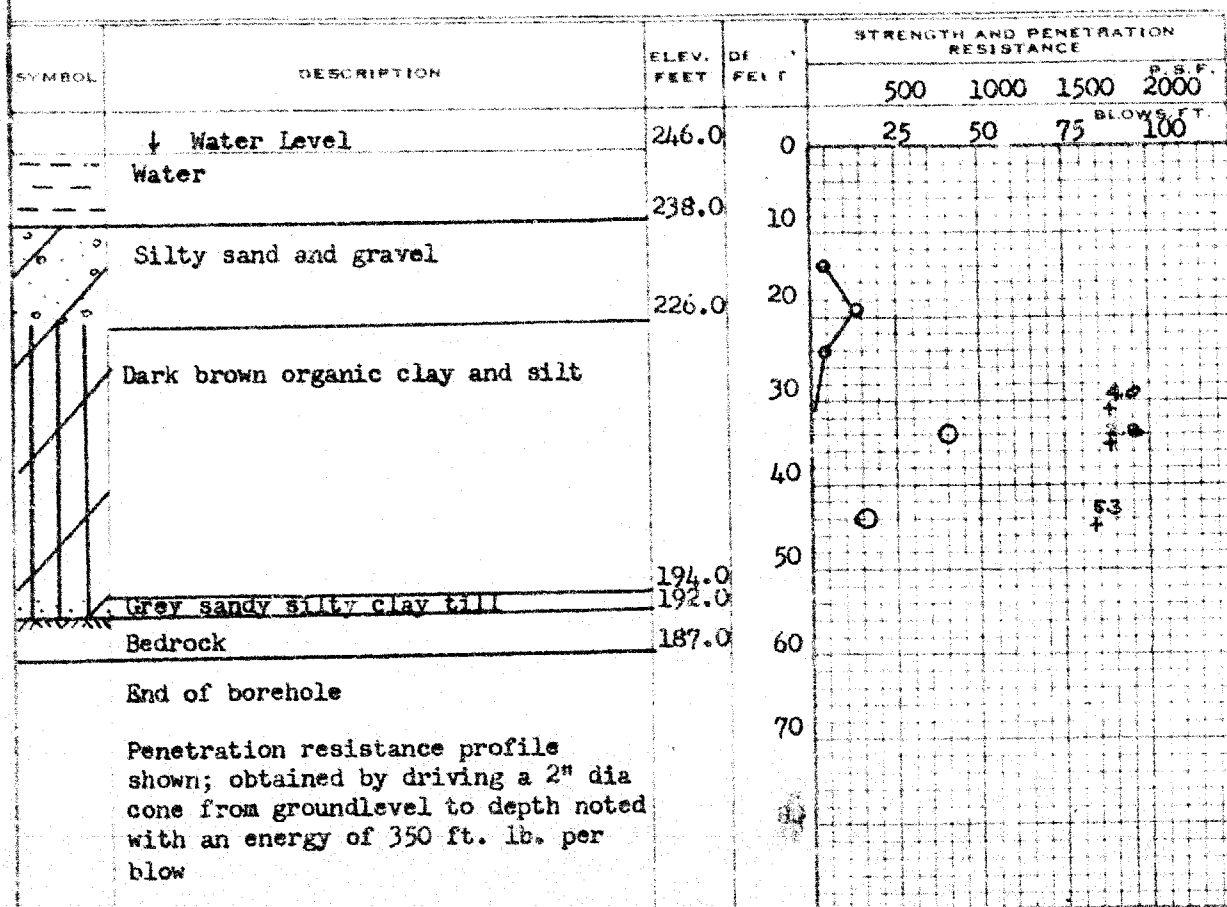 STRENGTH AND PENETRATION
RESISTANCE
SYMBOL DESCRIPTION ELEV. FEET FEET
P.S.F.
500 1000 1500 2000
BLOWS/FT.
25 50 75 100
↓ Water Level 246.0 0
Water
238.0 10
Silty sand and gravel
226.0 20
Dark brown organic clay and silt
30
40
53
50
194.0
Grey sandy silty clay till 192.0
Bedrock 187.0 60
End of borehole
70
Penetration resistance profile
shown; obtained by driving a 2" dia
cone from groundlevel to depth noted
with an energy of 350 ft. lb. per
blow